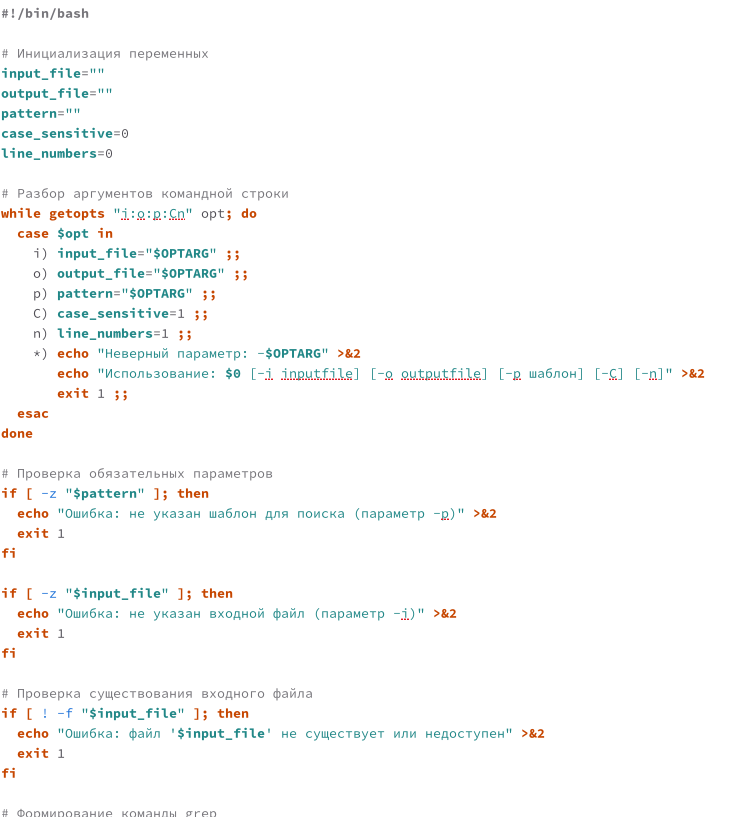 #!/bin/bash

# Инициализация переменных
input_file=""
output_file=""
pattern=""
case_sensitive=0
line_numbers=0

# Разбор аргументов командной строки
while getopts "i:o:p:Cn" opt; do
  case $opt in
    i) input_file="$OPTARG" ;;
    o) output_file="$OPTARG" ;;
    p) pattern="$OPTARG" ;;
    C) case_sensitive=1 ;;
    n) line_numbers=1 ;;
    *) echo "Неверный параметр: -$OPTARG" >&2
       echo "Использование: $0 [-i inputfile] [-o outputfile] [-p шаблон] [-C] [-n]" >&2
       exit 1 ;;
  esac
done

# Проверка обязательных параметров
if [ -z "$pattern" ]; then
  echo "Ошибка: не указан шаблон для поиска (параметр -p)" >&2
  exit 1
fi

if [ -z "$input_file" ]; then
  echo "Ошибка: не указан входной файл (параметр -i)" >&2
  exit 1
fi

# Проверка существования входного файла
if [ ! -f "$input_file" ]; then
  echo "Ошибка: файл '$input_file' не существует или недоступен" >&2
  exit 1
fi

# Формирование команды grep